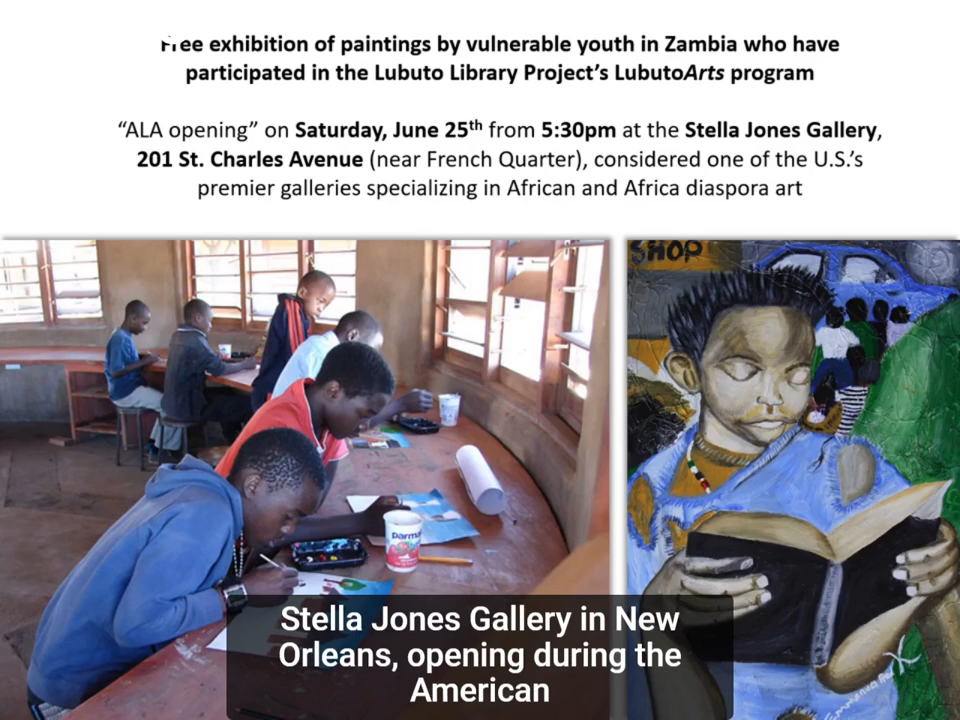 Free exhibition of paintings by vulnerable youth in Zambia who have
participated in the Lubuto Library Project's LubutoArts program
"ALA opening" on Saturday, June 25th from 5:30pm at the Stella Jones Gallery,
201 St. Charles Avenue (near French Quarter), considered one of the U.S.'s
premier galleries specializing in African and Africa diaspora art
SHOP
parma
Stella Jones Gallery in New
Orleans, opening during the
American